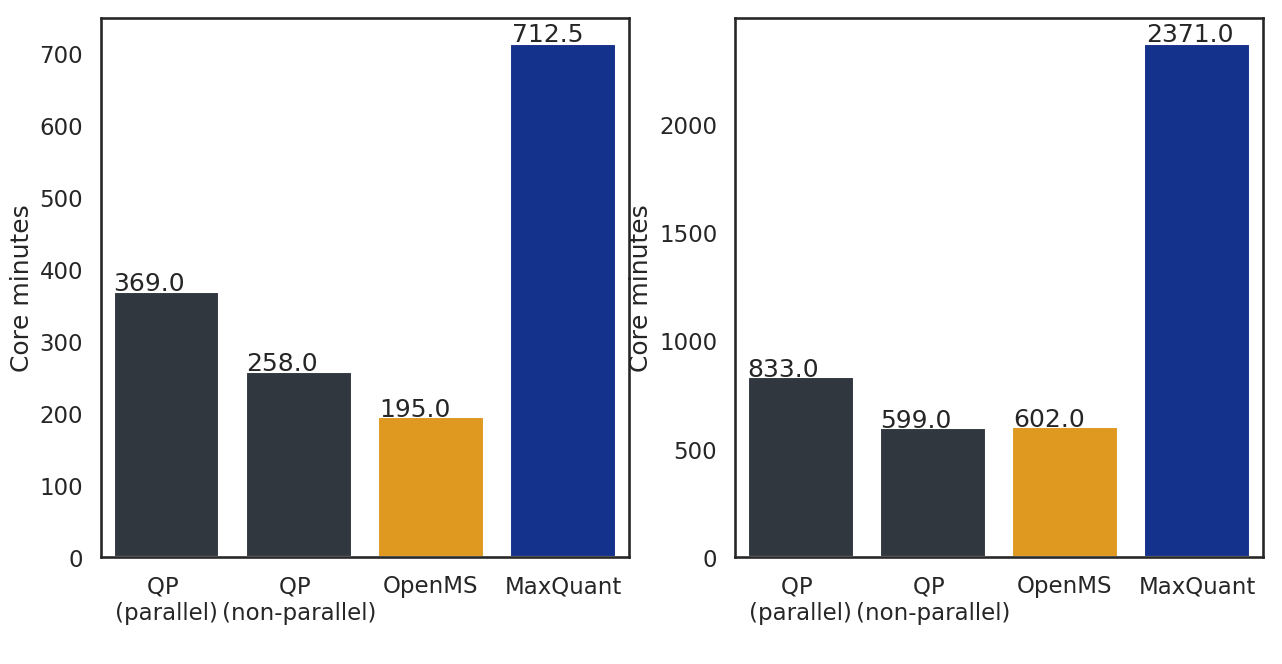 Core minutes
700
600
500
400
300
200
100
0
369.0
258.0
195.0
712.5
QP
(parallel)
QP
(non-parallel)
OpenMS
MaxQuant
Core minutes
2000
1500
1000
500
0
833.0
599.0
602.0
2371.0
QP
(parallel)
QP
(non-parallel)
OpenMS
MaxQuant